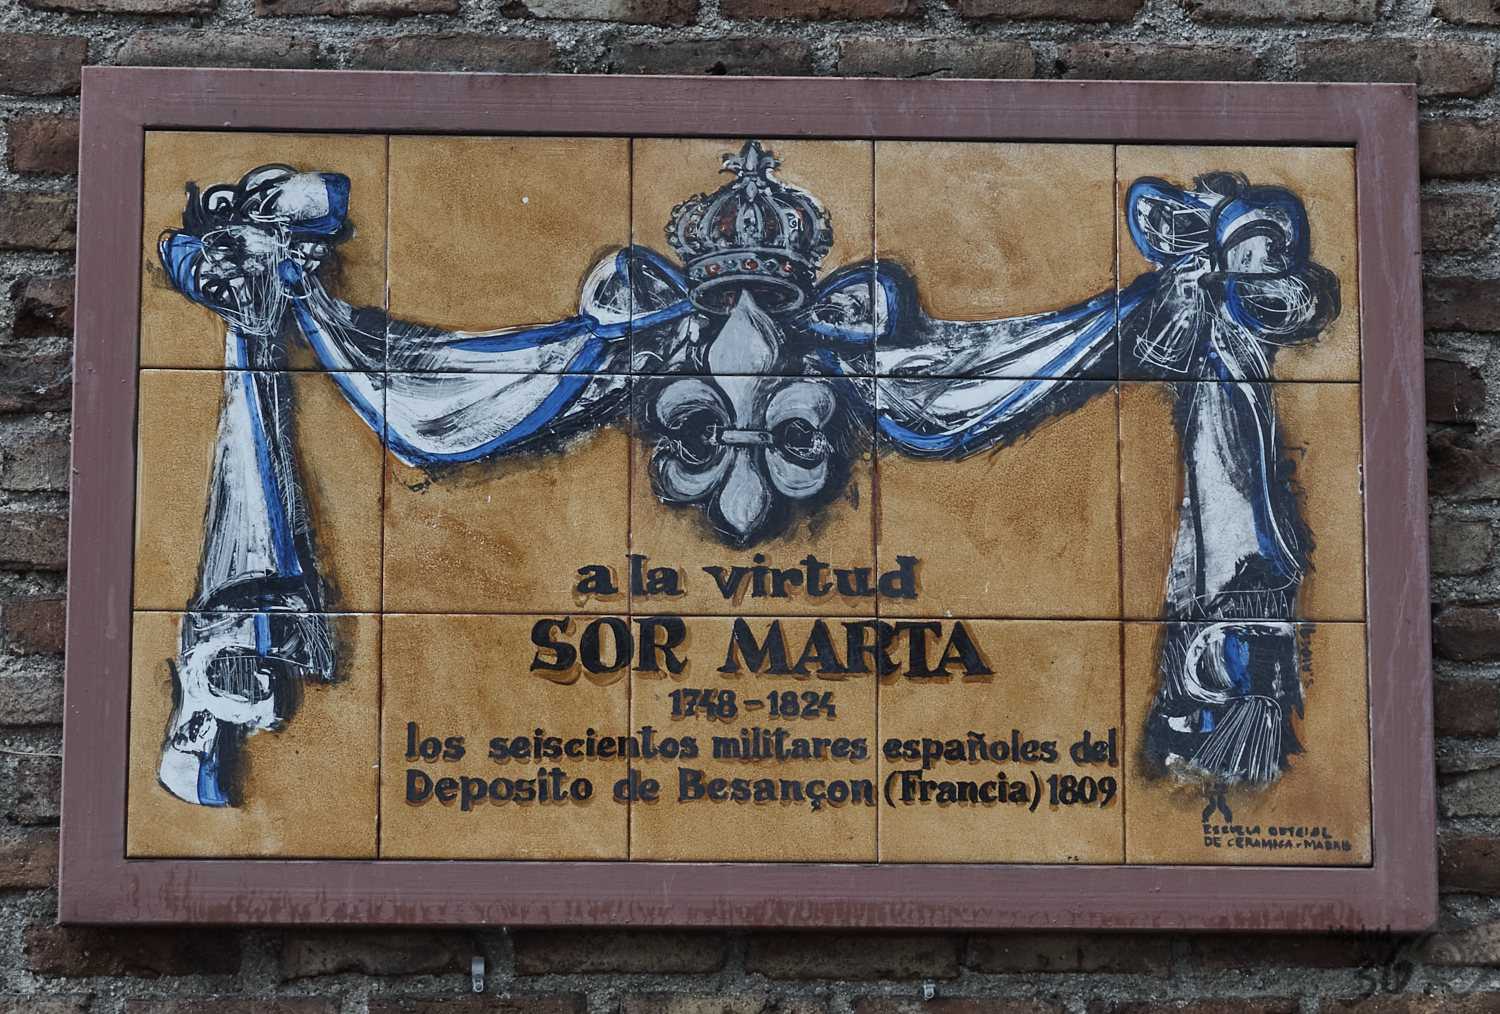 a la virtud
SOR MARTA
1748-1824
los seiscientos militares españoles del
Deposito de Besançon (Francia) 1809
ESCUELA OFICIAL
DE CERAMICA-MADRID